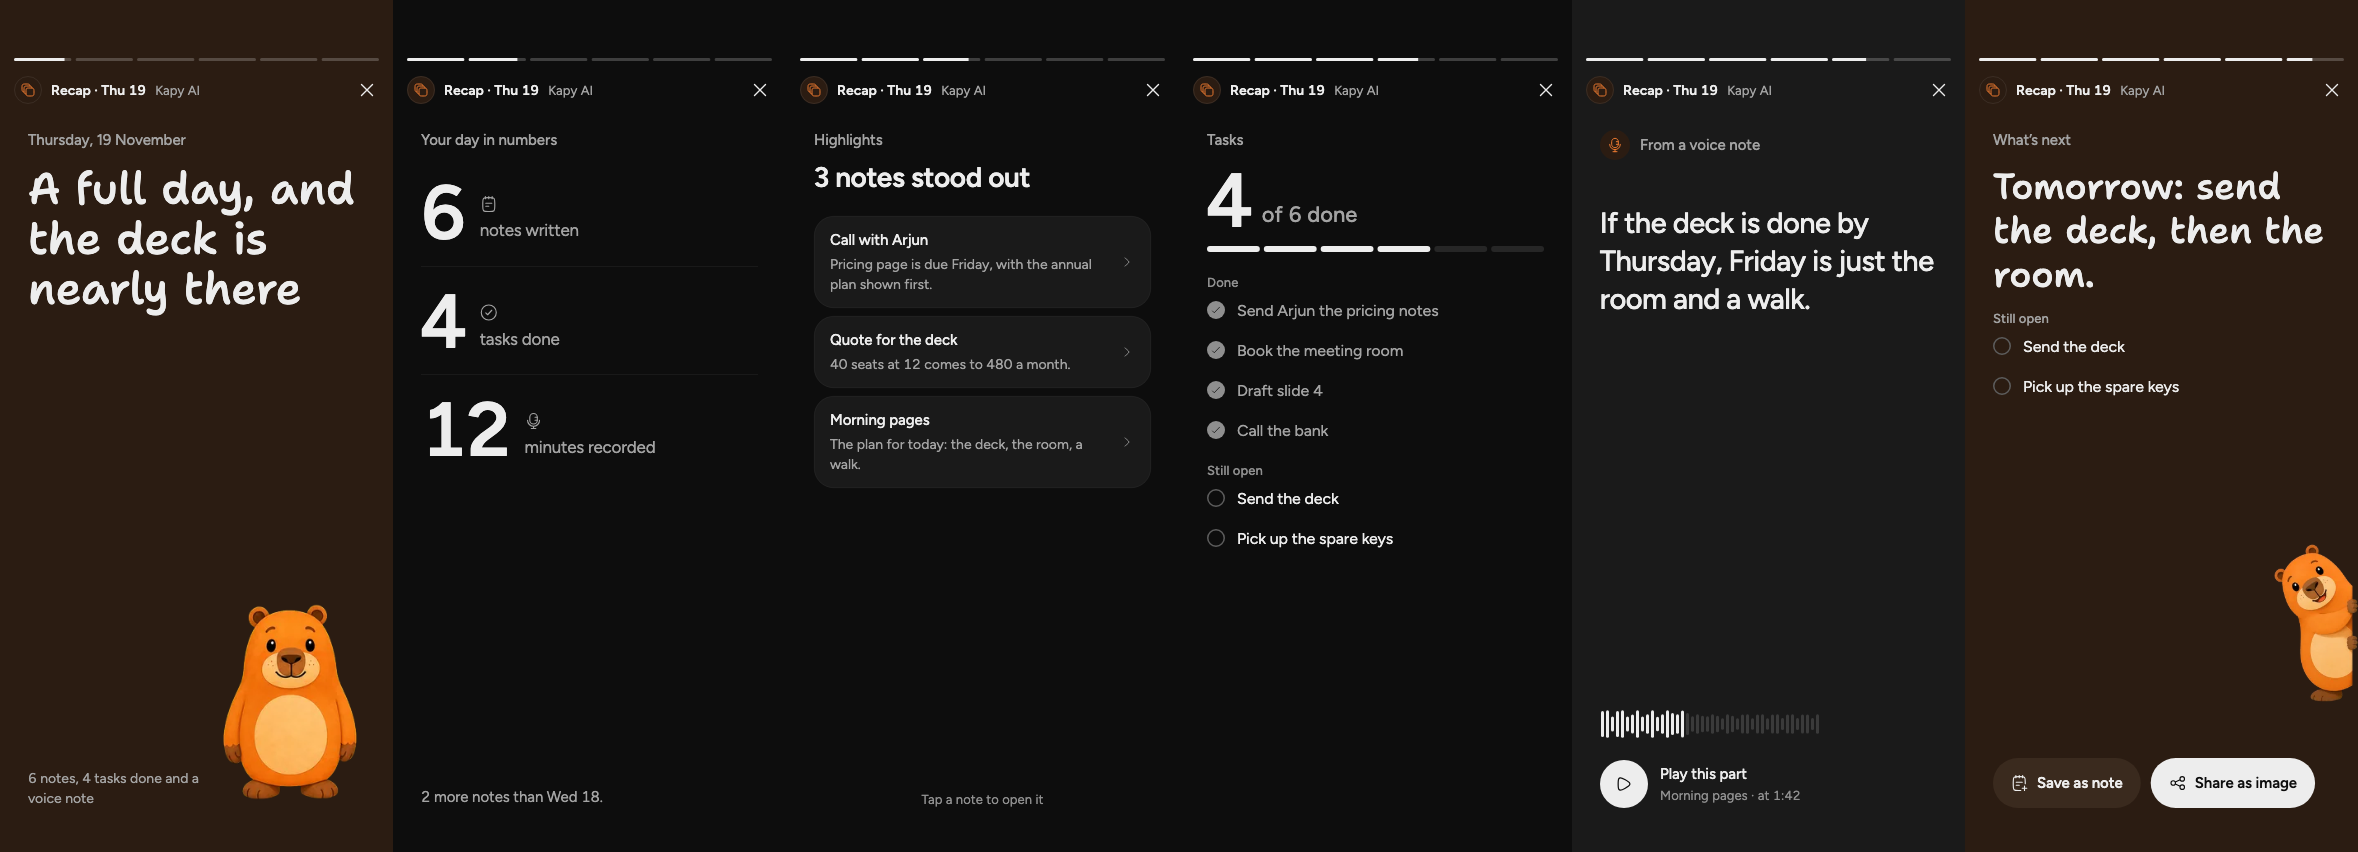 Recap · Thu 19 Kapy AI
Thursday, 19 November
A full day, and
the deck is
nearly there
6 notes, 4 tasks done and a
voice note
Recap · Thu 19 Kapy AI
Your day in numbers
6
notes written
4
tasks done
12
minutes recorded
2 more notes than Wed 18.
Recap · Thu 19 Kapy AI
Highlights
3 notes stood out
Call with Arjun
Pricing page is due Friday, with the annual
plan shown first.
Quote for the deck
40 seats at 12 comes to 480 a month.
Morning pages
The plan for today: the deck, the room, a
walk.
Tap a note to open it
Recap · Thu 19 Kapy AI
Tasks
4 of 6 done
Done
Send Arjun the pricing notes
Book the meeting room
Draft slide 4
Call the bank
Still open
Send the deck
Pick up the spare keys
Recap · Thu 19 Kapy AI
From a voice note
If the deck is done by
Thursday, Friday is just the
room and a walk.
Play this part
Morning pages · at 1:42
Recap · Thu 19 Kapy AI
What's next
Tomorrow: send
the deck, then the
room.
Still open
Send the deck
Pick up the spare keys
Save as note
Share as image